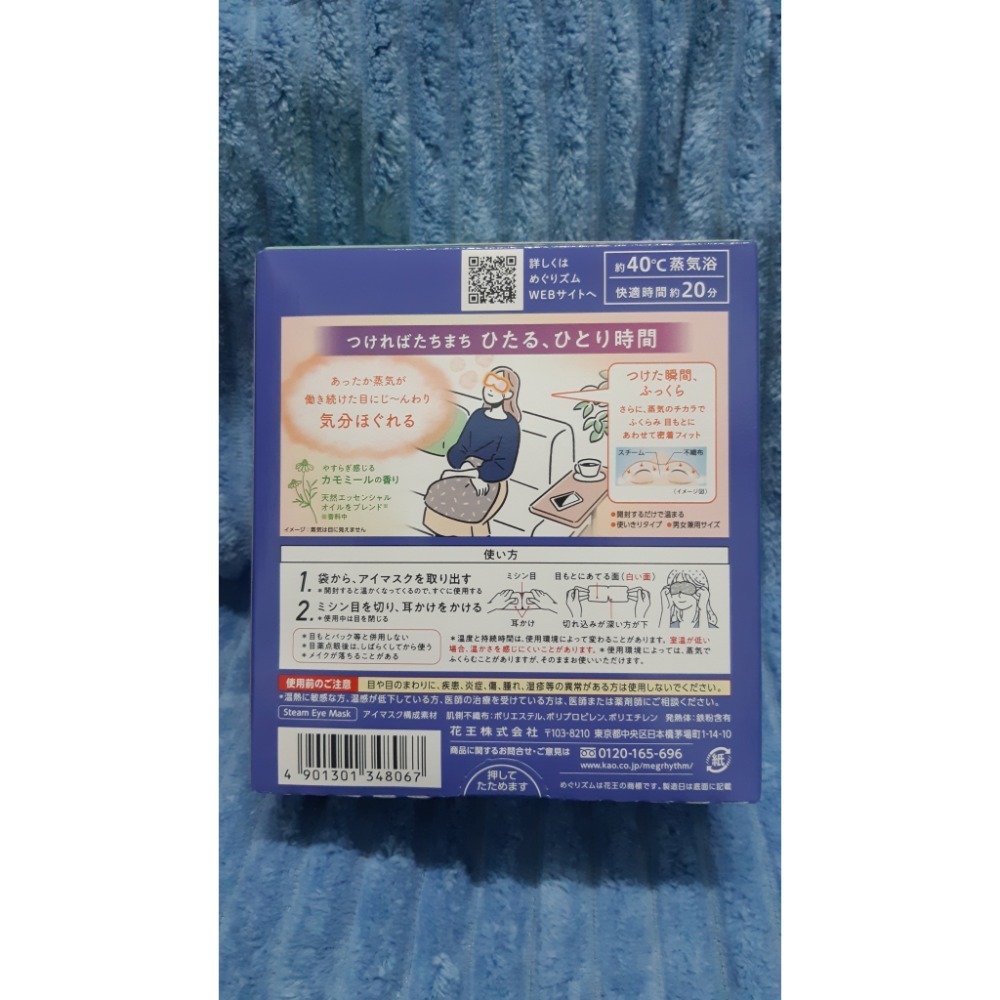 詳しくは
めぐりズム
WEBサイトへ
約40℃蒸気浴
快適時間 約20分
つければたちまち ひたる、ひとり時間
あったか蒸気が
働き続けた目にじ〜んわり
気分ほぐれる
やすらぎ感じる
カモミールの香り
天然エッセンシャル
オイルをブレンド※
※香料中
イメージ:蒸気は目に見えません
つけた瞬間、
ふっくら
さらに、蒸気のチカラで
ふくらみ 目もとに
あわせて密着フィット
スチーム 不織布
(イメージ図)
●開封するだけで温まる
●使いきりタイプ ●男女兼用サイズ
使い方
1. 袋から、アイマスクを取り出す
＊開封すると温かくなってくるので、すぐに使用する
2. ミシン目を切り、耳かけをかける
＊使用中は目を閉じる
ミシン目
耳かけ
目もとにあてる面(白い面)
切れ込みが深い方が下
＊目もとパック等と併用しない
＊目薬点眼後は、しばらくしてから使う
＊メイクが落ちることがある
＊温度と持続時間は、使用環境によって変わることがあります。室温が低い
場合、温かさを感じにくいことがあります。＊使用環境によっては、蒸気で
ふくらむことがありますが、そのままお使いいただけます。
使用前のご注意 目や目のまわりに、疾患、炎症、傷、腫れ、湿疹等の異常がある方は使用しないでください。
＊温熱に敏感な方、温感が低下している方、医師の治療を受けている方は、医師または薬剤師にご相談ください。
Steam Eye Mask アイマスク構成素材 肌側不織布:ポリエステル、ポリプロピレン、ポリエチレン 発熱体:鉄粉含有
花王株式会社 〒103-8210 東京都中央区日本橋茅場町1-14-10
商品に関するお問合せ・ご意見は 0120-165-696
www.kao.co.jp/megrhythm/
紙
4 901301 348067
押して
たためます
めぐりズムは花王の商標です。製造日は底面に記載